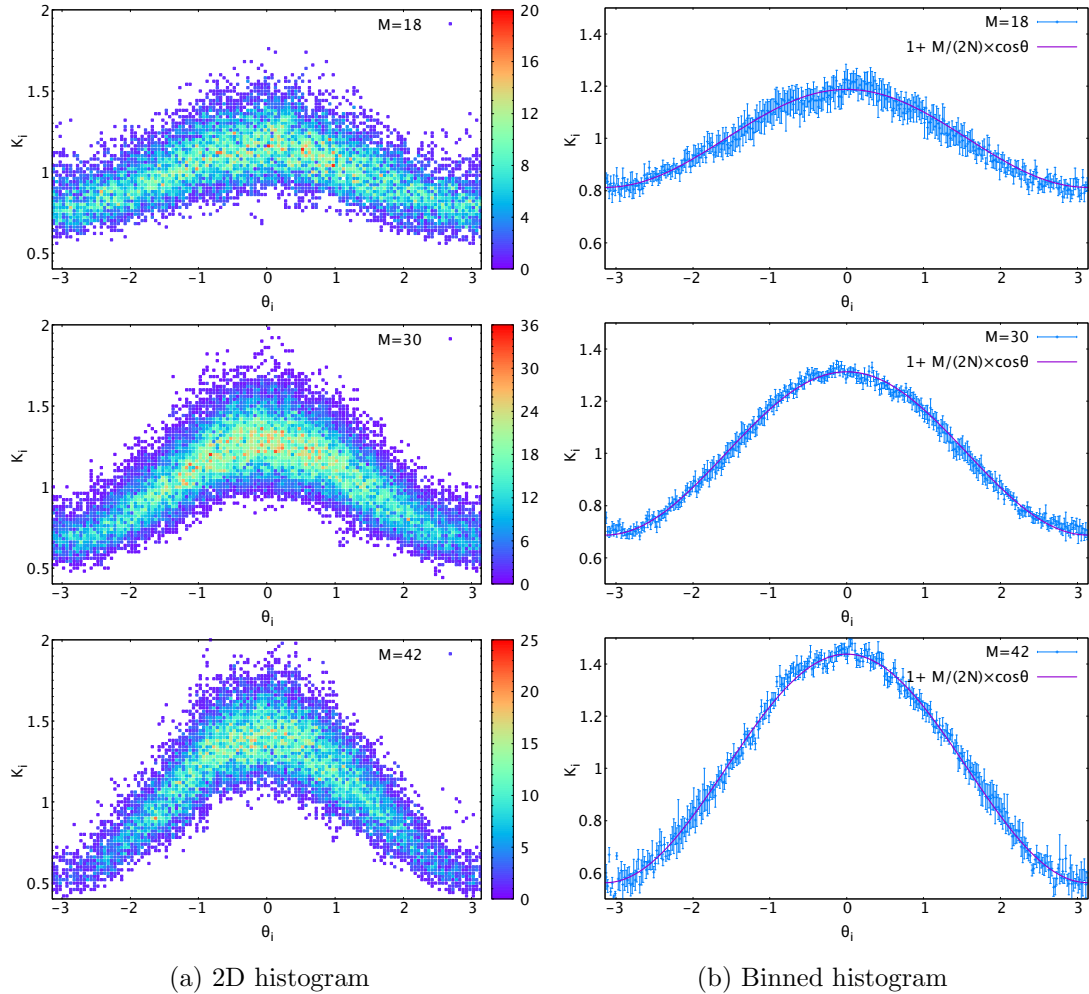 2
1.5
1
0.5
K_i
M=18
−3 −2 −1 0 1 2 3
θ_i
20
16
12
8
4
0
1.4
1.2
1
0.8
0.6
K_i
M=18
1+ M/(2N)×cosθ
−3 −2 −1 0 1 2 3
θ_i
2
1.5
1
0.5
K_i
M=30
−3 −2 −1 0 1 2 3
θ_i
36
30
24
18
12
6
0
1.4
1.2
1
0.8
0.6
K_i
M=30
1+ M/(2N)×cosθ
−3 −2 −1 0 1 2 3
θ_i
2
1.5
1
0.5
K_i
M=42
−3 −2 −1 0 1 2 3
θ_i
25
20
15
10
5
0
1.4
1.2
1
0.8
0.6
K_i
M=42
1+ M/(2N)×cosθ
−3 −2 −1 0 1 2 3
θ_i
(a) 2D histogram
(b) Binned histogram